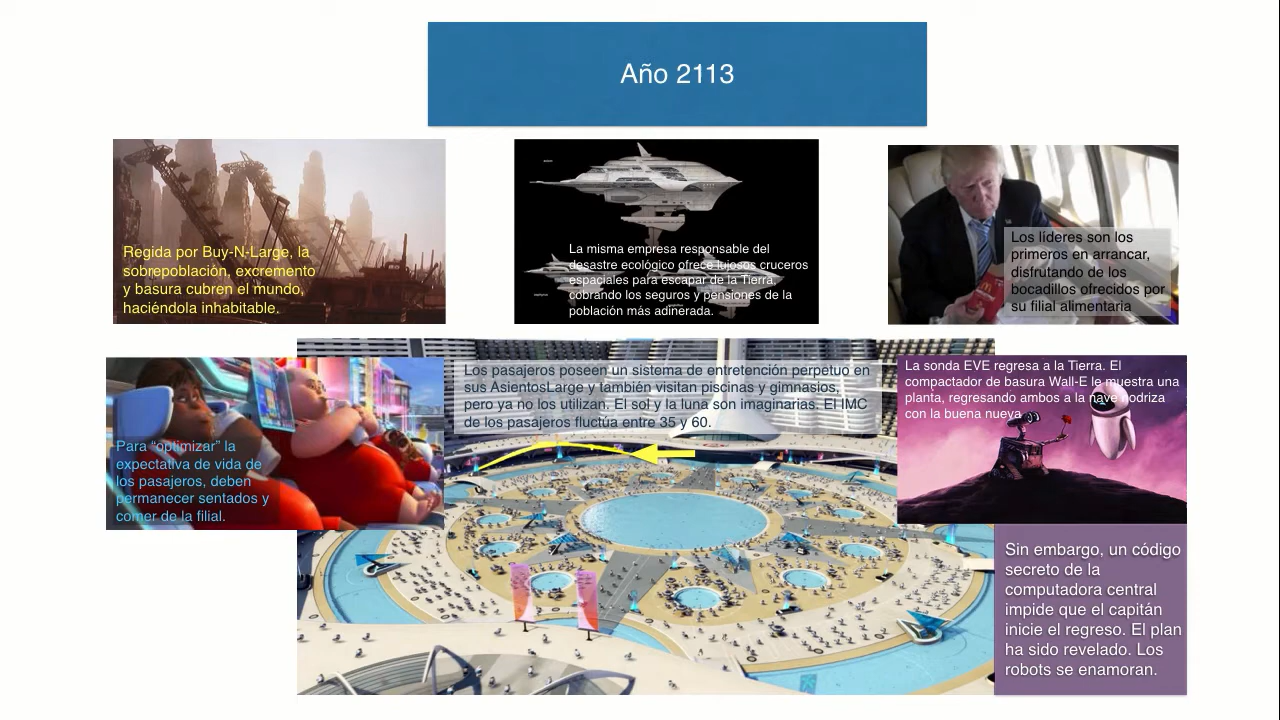 Año 2113
Regida por Buy-N-Large, la
sobrepoblación, excremento
y basura cubren el mundo,
haciéndola inhabitable.
La misma empresa responsable del
desastre ecológico ofrece lujosos cruceros
espaciales para escapar de la Tierra,
cobrando los seguros y pensiones de la
población más adinerada.
Los líderes son los
primeros en arrancar,
disfrutando de los
bocadillos ofrecidos por
su filial alimentaria
Para “optimizar” la
expectativa de vida de
los pasajeros, deben
permanecer sentados y
comer de la filial.
Los pasajeros poseen un sistema de entretención perpetuo en
sus AsientosLarge y también visitan piscinas y gimnasios,
pero ya no los utilizan. El sol y la luna son imaginarias. El IMC
de los pasajeros fluctúa entre 35 y 60.
La sonda EVE regresa a la Tierra. El
compactador de basura Wall-E le muestra una
planta, regresando ambos a la nave nodriza
con la buena nueva
Sin embargo, un código
secreto de la
computadora central
impide que el capitán
inicie el regreso. El plan
ha sido revelado. Los
robots se enamoran.